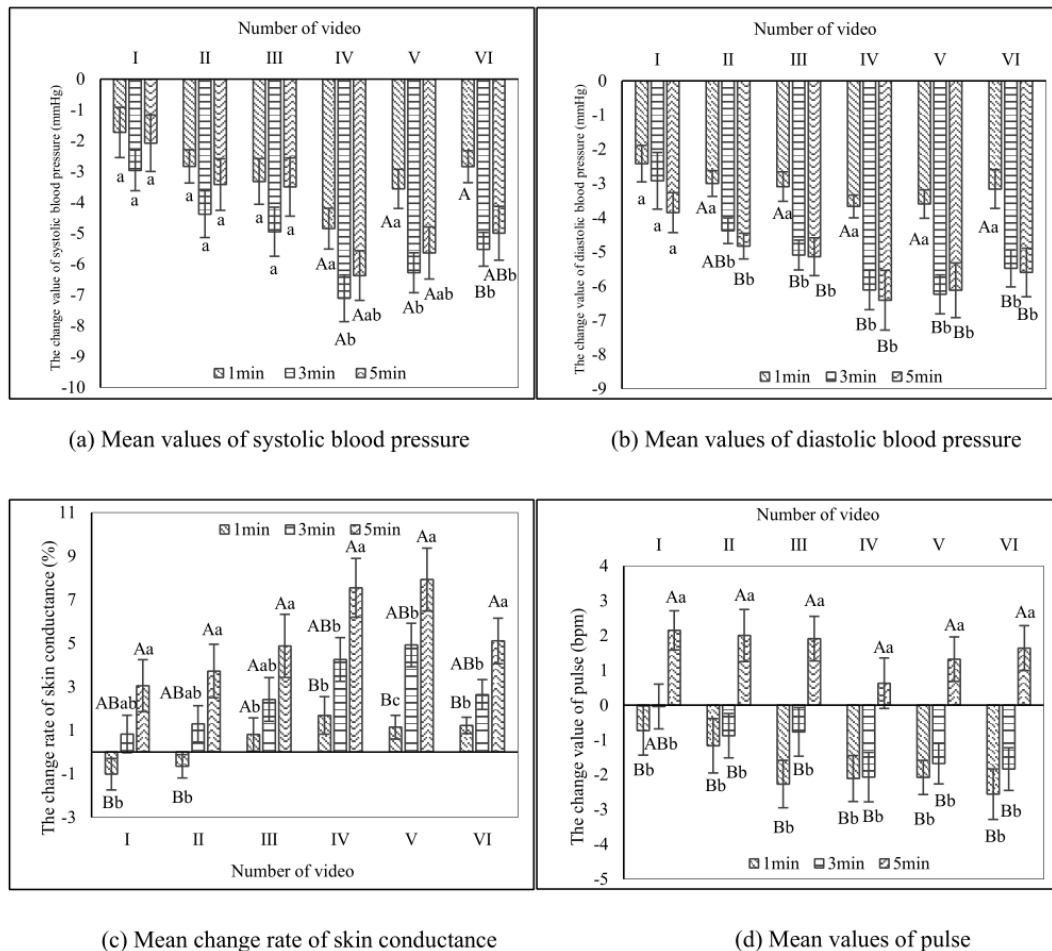 Number of video
I II III IV V VI
The change value of systolic blood pressure (mmHg)
0
-1
-2
-3
-4
-5
-6
-7
-8
-9
-10
a a a a a a a a a Aa Ab Aab Aa Ab Aab A Bb ABb
1min 3min 5min
(a) Mean values of systolic blood pressure
Number of video
I II III IV V VI
The change value of diastolic blood pressure (mmHg)
0
-1
-2
-3
-4
-5
-6
-7
-8
-9
a a a Aa ABb Bb Aa Bb Bb Aa Bb Bb Aa Bb Bb Aa Bb Bb
1min 3min 5min
(b) Mean values of diastolic blood pressure
The change rate of skin conductance (%)
11
9
7
5
3
1
-1
-3
1min 3min 5min
Bb ABab Aa Bb ABab Aa Ab Aab Aa Bb ABb Aa Bc ABb Aa Bb ABb Aa
I II III IV V VI
Number of video
(c) Mean change rate of skin conductance
Number of video
I II III IV V VI
The change value of pulse (bpm)
4
3
2
1
0
-1
-2
-3
-4
-5
Bb ABb Aa Bb Bb Aa Bb Bb Aa Bb Bb Aa Bb Bb Aa Bb Bb Aa
1min 3min 5min
(d) Mean values of pulse